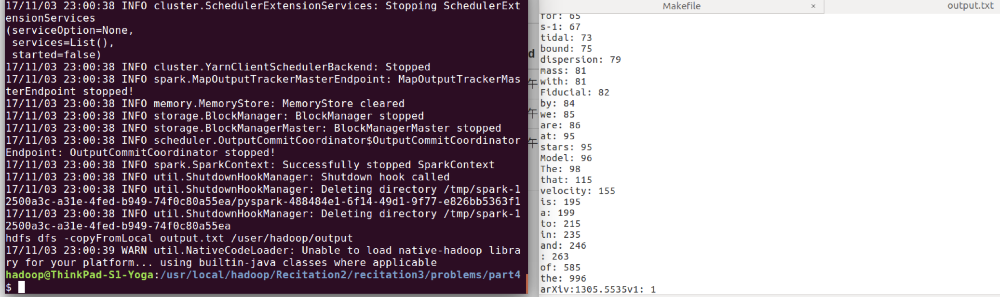 17/11/03 23:00:38 INFO cluster.SchedulerExtensionServices: Stopping SchedulerExt
ensionServices
(serviceOption=None,
 services=List(),
 started=false)
17/11/03 23:00:38 INFO cluster.YarnClientSchedulerBackend: Stopped
17/11/03 23:00:38 INFO spark.MapOutputTrackerMasterEndpoint: MapOutputTrackerMas
terEndpoint stopped!
17/11/03 23:00:38 INFO memory.MemoryStore: MemoryStore cleared
17/11/03 23:00:38 INFO storage.BlockManager: BlockManager stopped
17/11/03 23:00:38 INFO storage.BlockManagerMaster: BlockManagerMaster stopped
17/11/03 23:00:38 INFO scheduler.OutputCommitCoordinator$OutputCommitCoordinator
Endpoint: OutputCommitCoordinator stopped!
17/11/03 23:00:38 INFO spark.SparkContext: Successfully stopped SparkContext
17/11/03 23:00:38 INFO util.ShutdownHookManager: Shutdown hook called
17/11/03 23:00:38 INFO util.ShutdownHookManager: Deleting directory /tmp/spark-1
2500a3c-a31e-4fed-b949-74f0c80a55ea/pyspark-488484e1-6f14-49d1-9f77-e826bb5363f1
17/11/03 23:00:38 INFO util.ShutdownHookManager: Deleting directory /tmp/spark-1
2500a3c-a31e-4fed-b949-74f0c80a55ea
hdfs dfs -copyFromLocal output.txt /user/hadoop/output
17/11/03 23:00:39 WARN util.NativeCodeLoader: Unable to load native-hadoop libra
ry for your platform... using builtin-java classes where applicable
hadoop@ThinkPad-S1-Yoga:/usr/local/hadoop/Recitation2/recitation3/problems/part4
$
d
午
午
午
Makefile ×
output.txt
for: 65
s-1: 67
tidal: 73
bound: 75
dispersion: 79
mass: 81
with: 81
Fiducial: 82
by: 84
we: 85
are: 86
at: 95
stars: 95
Model: 96
The: 98
that: 115
velocity: 155
is: 195
a: 199
to: 215
in: 235
and: 246
: 263
of: 585
the: 996
arXiv:1305.5535v1: 1